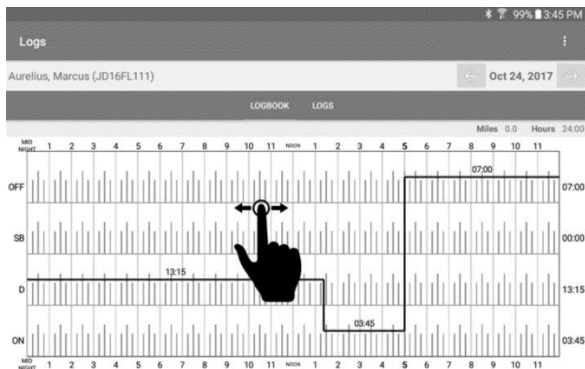 99% 3:45 PM
Logs
Aurelius, Marcus (JD16FL111)
Oct 24, 2017
LOGBOOK LOGS
Miles 0.0 Hours 24:00
MID NIGHT 1 2 3 4 5 6 7 8 9 10 11 NOON 1 2 3 4 5 6 7 8 9 10 11
07:00
OFF 07:00
SB 00:00
13:15
D 13:15
03:45
ON 03:45
MID NIGHT 1 2 3 4 5 6 7 8 9 10 11 NOON 1 2 3 4 5 6 7 8 9 10 11